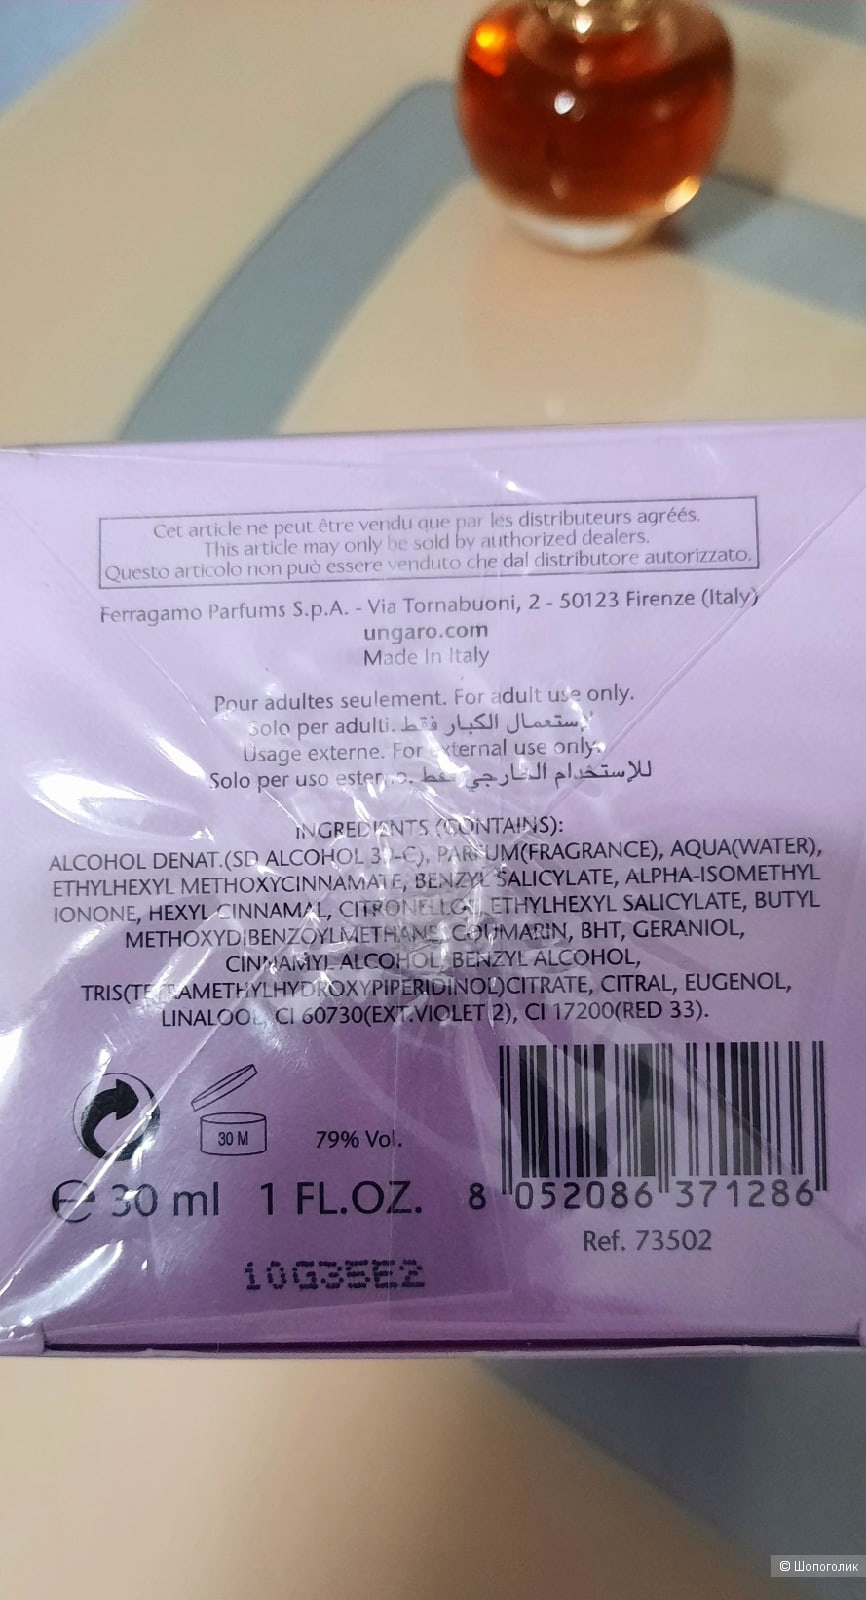 Cet article ne peut être vendu que par les distributeurs agréés.
This article may only be sold by authorized dealers.
Questo articolo non può essere venduto che dal distributore autorizzato.
Ferragamo Parfums S.p.A. - Via Tornabuoni, 2 - 50123 Firenze (Italy)
ungaro.com
Made In Italy
Pour adultes seulement. For adult use only.
Solo per adulti. لإستعمال الكبار فقط
Usage externe. For external use only.
Solo per uso esterno. للإستخدام الخارجي فقط
INGREDIENTS (CONTAINS):
ALCOHOL DENAT.(SD ALCOHOL 39-C), PARFUM(FRAGRANCE), AQUA(WATER),
ETHYLHEXYL METHOXYCINNAMATE, BENZYL SALICYLATE, ALPHA-ISOMETHYL
IONONE, HEXYL CINNAMAL, CITRONELLOL, ETHYLHEXYL SALICYLATE, BUTYL
METHOXYDIBENZOYLMETHANE, COUMARIN, BHT, GERANIOL,
CINNAMYL ALCOHOL, BENZYL ALCOHOL,
TRIS(TETRAMETHYLHYDROXYPIPERIDINOL)CITRATE, CITRAL, EUGENOL,
LINALOOL, CI 60730(EXT.VIOLET 2), CI 17200(RED 33).
30 M
79% Vol.
℮ 30 ml 1 FL.OZ.
8 052086 371286
Ref. 73502
10G35E2
© Шопоголик